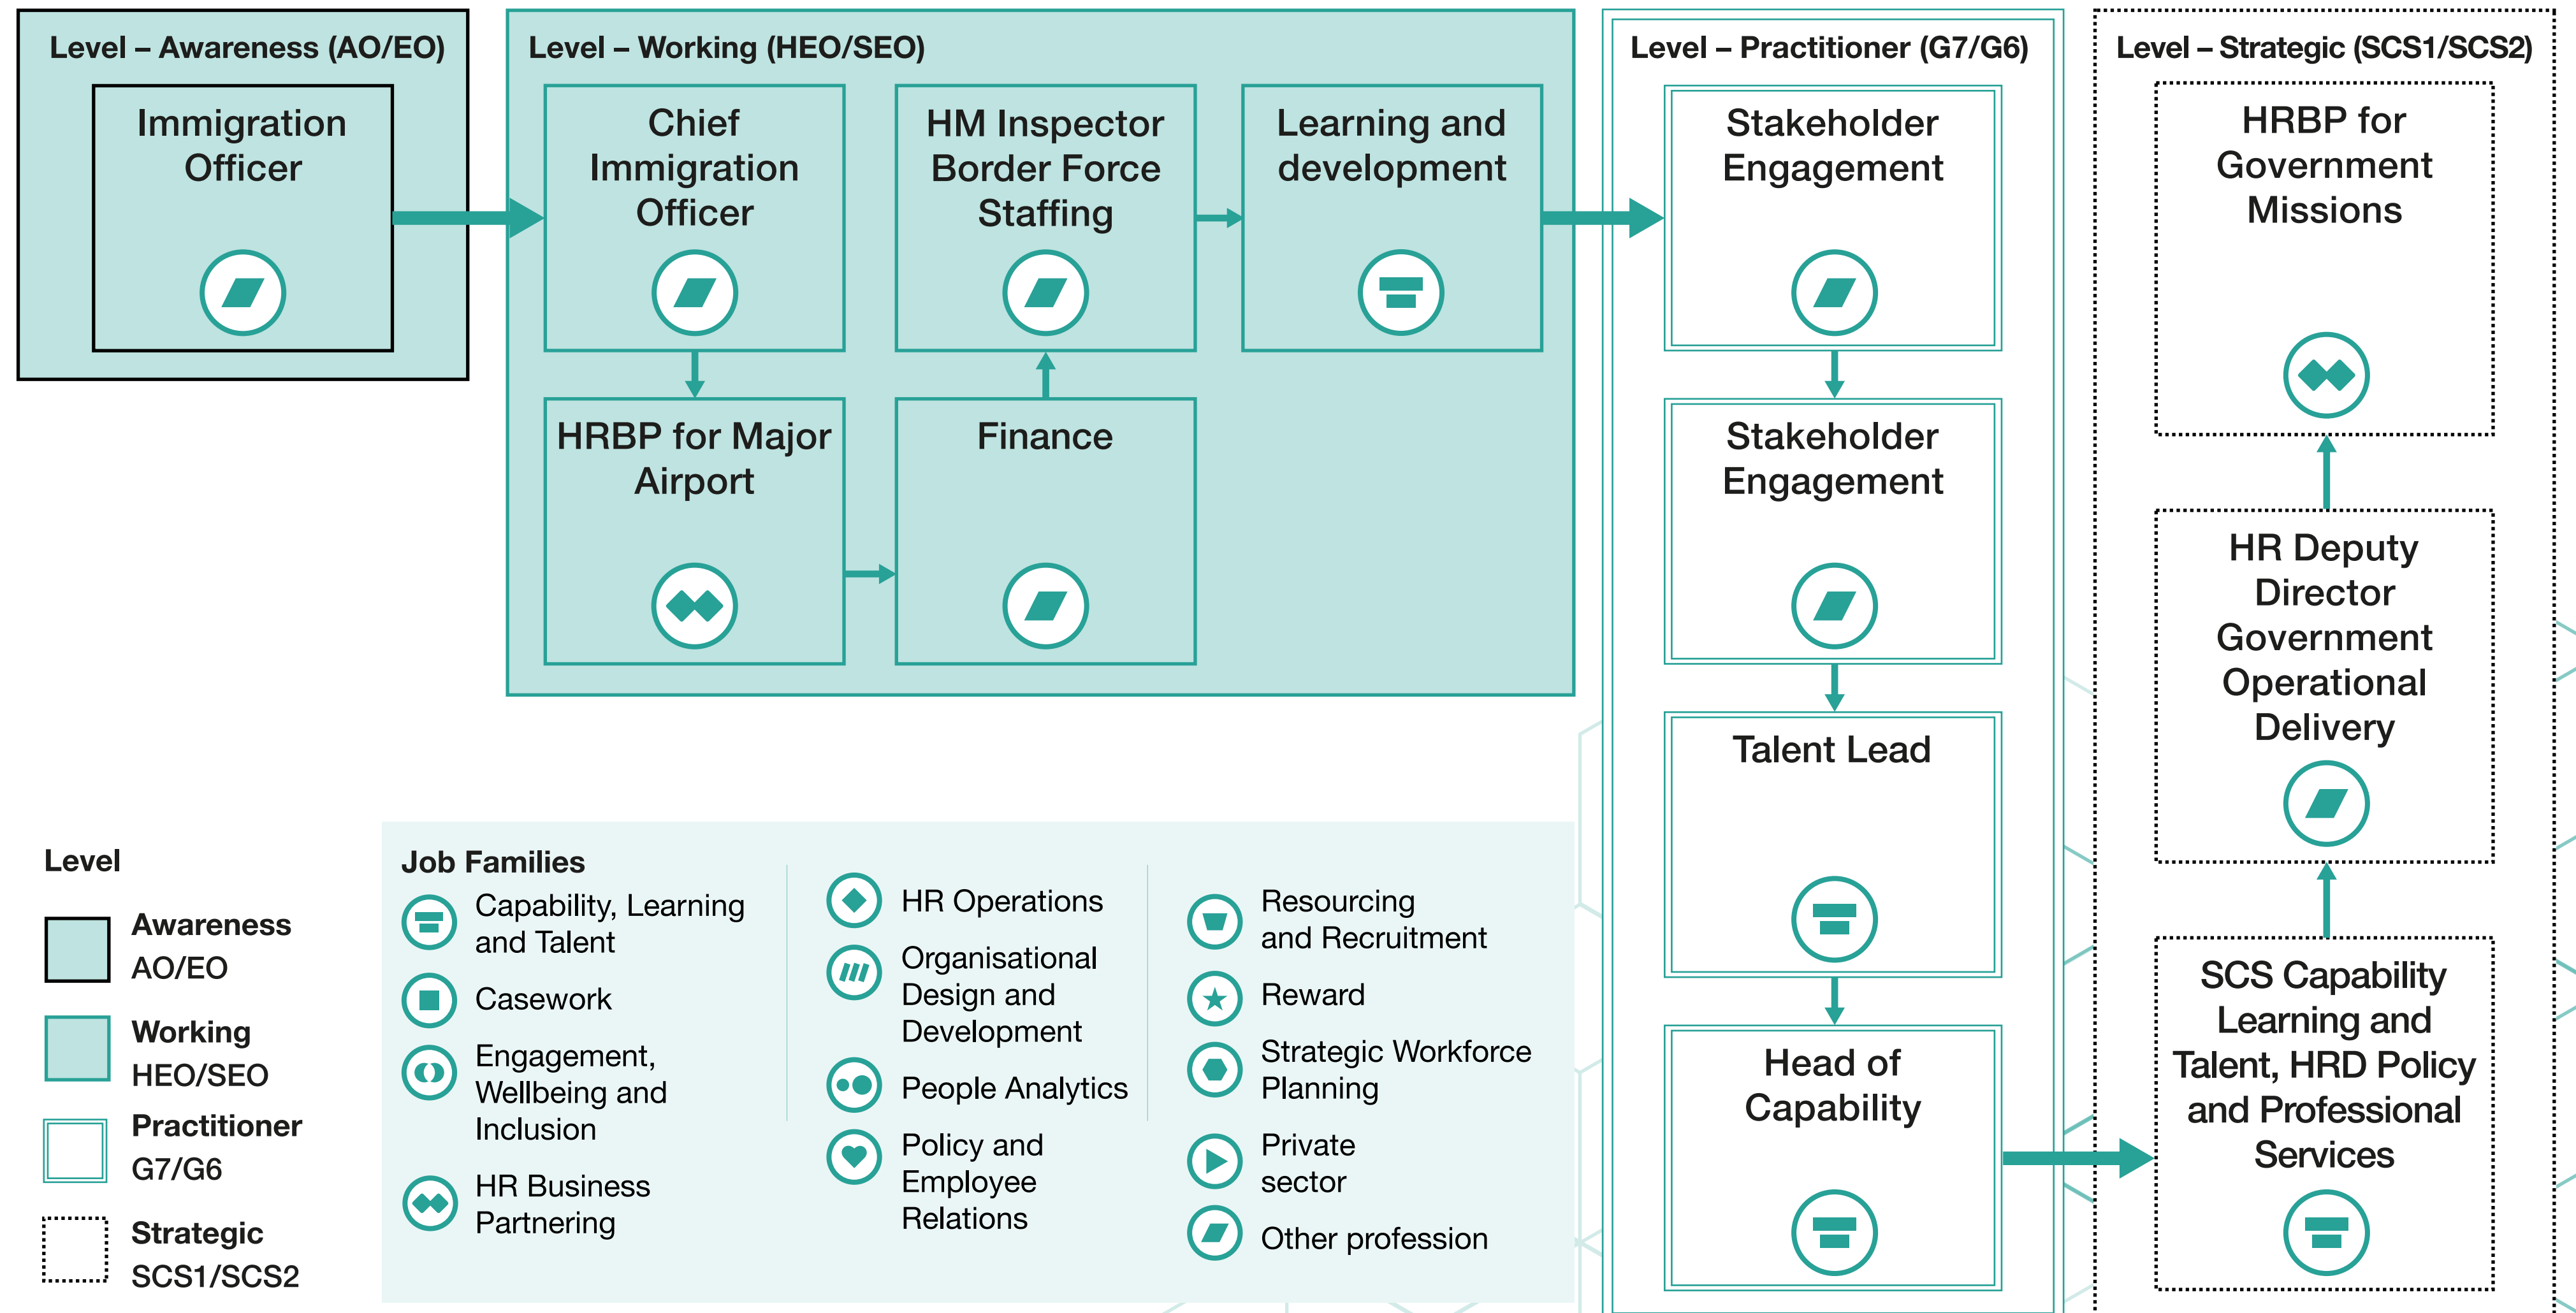 Level – Awareness (AO/EO)
Immigration
Officer
Level – Working (HEO/SEO)
Chief
Immigration
Officer
HM Inspector
Border Force
Staffing
Learning and
development
HRBP for Major
Airport
Finance
Level – Practitioner (G7/G6)
Stakeholder
Engagement
Stakeholder
Engagement
Talent Lead
Head of
Capability
Level – Strategic (SCS1/SCS2)
HRBP for
Government
Missions
HR Deputy
Director
Government
Operational
Delivery
SCS Capability
Learning and
Talent, HRD Policy
and Professional
Services
Level
Awareness
AO/EO
Working
HEO/SEO
Practitioner
G7/G6
Strategic
SCS1/SCS2
Job Families
Capability, Learning
and Talent
Casework
Engagement,
Wellbeing and
Inclusion
HR Business
Partnering
HR Operations
Organisational
Design and
Development
People Analytics
Policy and
Employee
Relations
Resourcing
and Recruitment
Reward
Strategic Workforce
Planning
Private
sector
Other profession